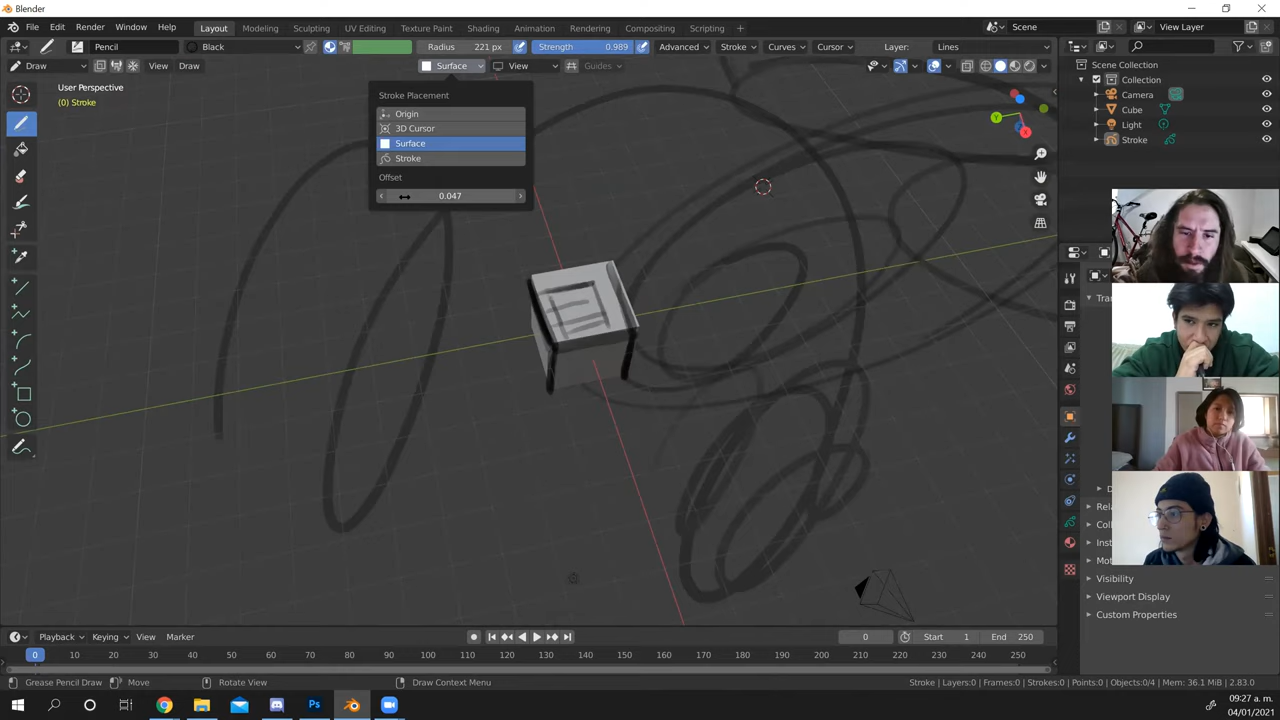 Blender
File Edit Render Window Help Layout Modeling Sculpting UV Editing Texture Paint Shading Animation Rendering Compositing Scripting + Scene View Layer
Pencil Black Radius 221 px Strength 0.989 Advanced Stroke Curves Cursor Layer: Lines
Draw View Draw Surface View Guides
User Perspective
(0) Stroke
Stroke Placement
Origin
3D Cursor
Surface
Stroke
Offset
0.047
Scene Collection
Collection
Camera
Cube
Light
Stroke
Viewport Display
Custom Properties
Playback Keying View Marker 0 Start 1 End 250
0 10 20 30 40 50 60 70 80 90 100 110 120 130 140 150 160 170 180 190 200 210 220 230 240 250
Grease Pencil Draw Move Rotate View Draw Context Menu Stroke | Layers:0 | Frames:0 | Strokes:0 | Points:0 | Objects:0/4 | Mem: 36.1 MiB | 2.83.0
09:27 a. m.
04/01/2021